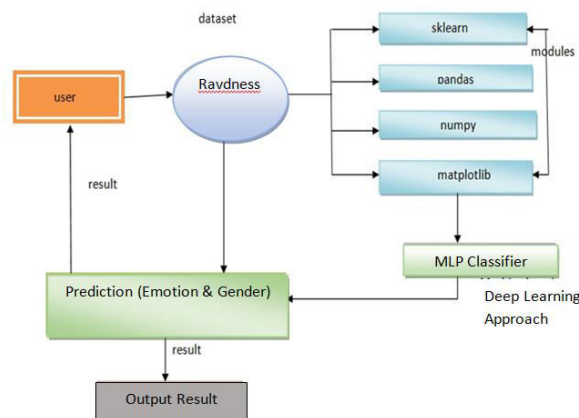 dataset
sklearn
modules
Ravdness
user
pandas
numpy
result
matplotlib
MLP Classifier
Prediction (Emotion & Gender)
Deep Learning
Approach
result
Output Result